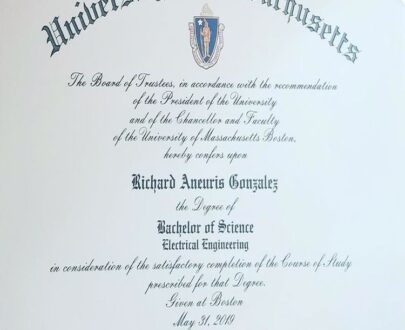 University of Massachusetts
The Board of Trustees, in accordance with the recommendation
of the President of the University
and of the Chancellor and Faculty
of the University of Massachusetts Boston,
hereby confers upon
Richard Aneuris Gonzalez
the Degree of
Bachelor of Science
Electrical Engineering
in consideration of the satisfactory completion of the Course of Study
prescribed for that Degree.
Given at Boston
May 31, 2019